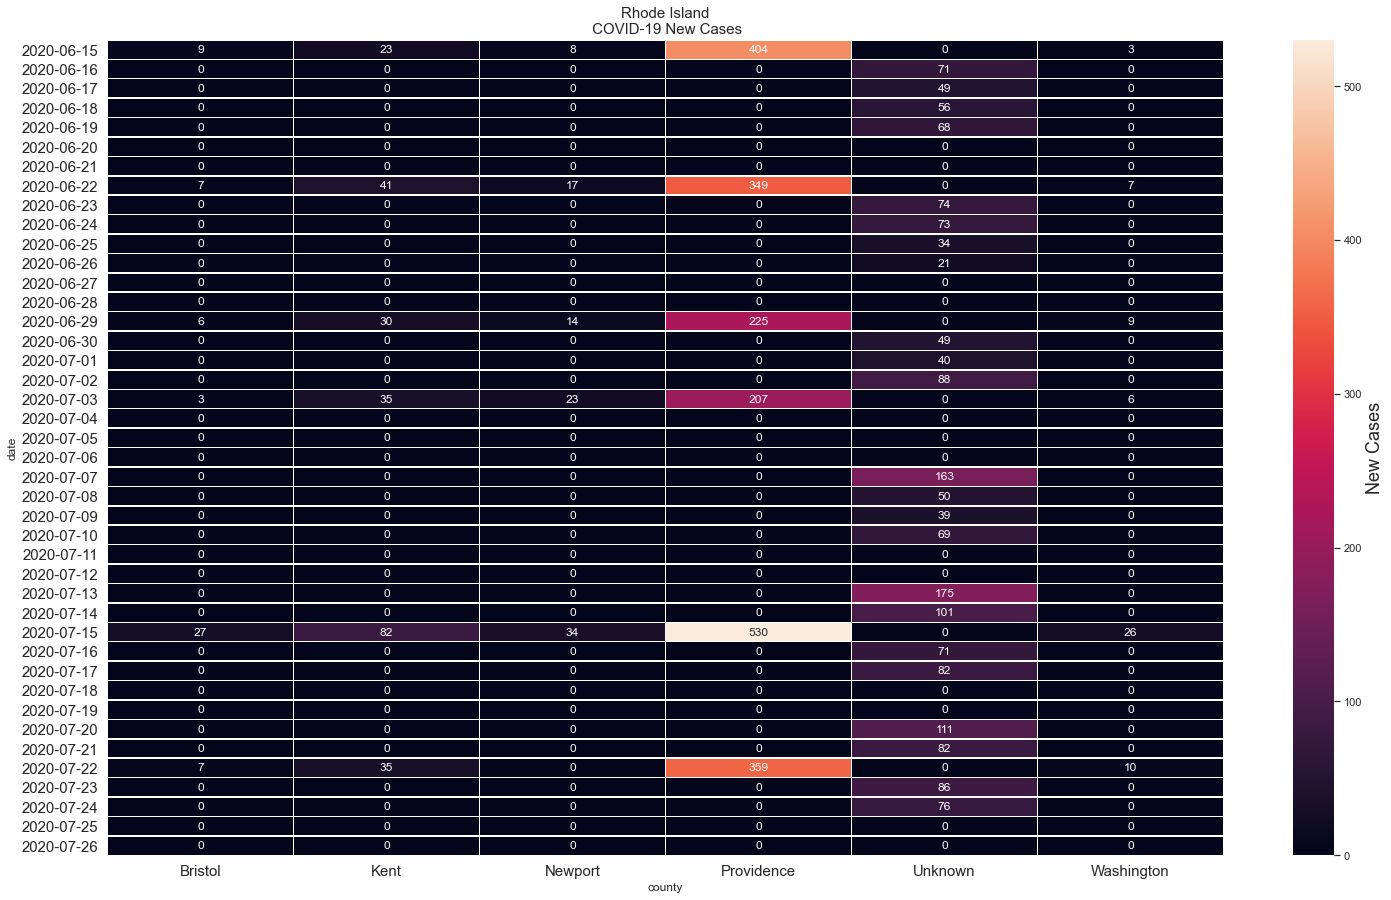 Rhode Island
COVID-19 New Cases
2020-06-15 9 23 8 404 0 3
2020-06-16 0 0 0 0 71 0
2020-06-17 0 0 0 0 49 0
2020-06-18 0 0 0 0 56 0
2020-06-19 0 0 0 0 68 0
2020-06-20 0 0 0 0 0 0
2020-06-21 0 0 0 0 0 0
2020-06-22 7 41 17 349 0 7
2020-06-23 0 0 0 0 74 0
2020-06-24 0 0 0 0 73 0
2020-06-25 0 0 0 0 34 0
2020-06-26 0 0 0 0 21 0
2020-06-27 0 0 0 0 0 0
2020-06-28 0 0 0 0 0 0
2020-06-29 6 30 14 225 0 9
2020-06-30 0 0 0 0 49 0
2020-07-01 0 0 0 0 40 0
2020-07-02 0 0 0 0 88 0
2020-07-03 3 35 23 207 0 6
2020-07-04 0 0 0 0 0 0
2020-07-05 0 0 0 0 0 0
2020-07-06 0 0 0 0 0 0
2020-07-07 0 0 0 0 163 0
2020-07-08 0 0 0 0 50 0
2020-07-09 0 0 0 0 39 0
2020-07-10 0 0 0 0 69 0
2020-07-11 0 0 0 0 0 0
2020-07-12 0 0 0 0 0 0
2020-07-13 0 0 0 0 175 0
2020-07-14 0 0 0 0 101 0
2020-07-15 27 82 34 530 0 26
2020-07-16 0 0 0 0 71 0
2020-07-17 0 0 0 0 82 0
2020-07-18 0 0 0 0 0 0
2020-07-19 0 0 0 0 0 0
2020-07-20 0 0 0 0 111 0
2020-07-21 0 0 0 0 82 0
2020-07-22 7 35 0 359 0 10
2020-07-23 0 0 0 0 86 0
2020-07-24 0 0 0 0 76 0
2020-07-25 0 0 0 0 0 0
2020-07-26 0 0 0 0 0 0
Bristol Kent Newport Providence Unknown Washington
county
date
500
400
300
200
100
0
New Cases